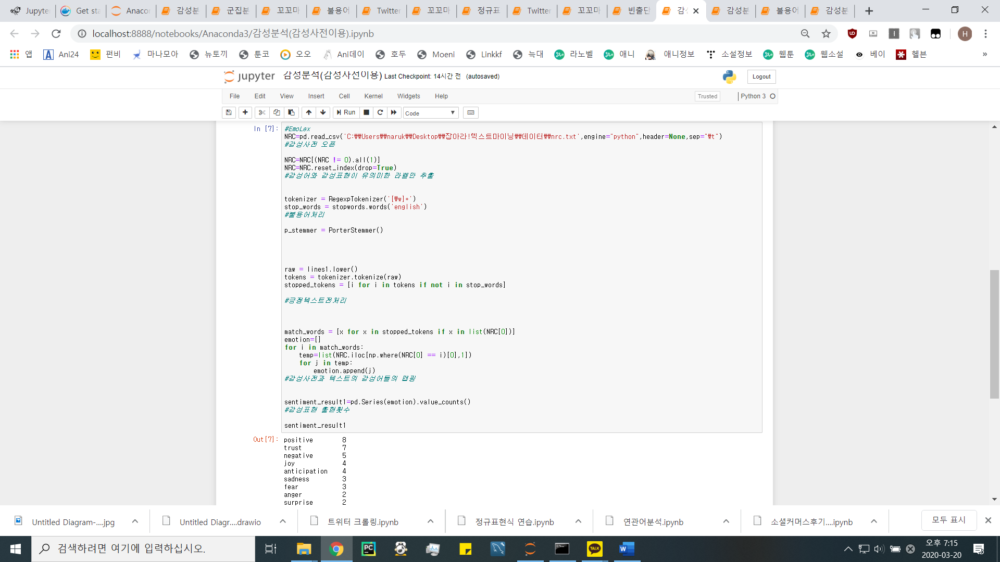 Jupyte
Get sta
Anaco
감성분
군집분
꼬꼬마
불용어
Twitter
꼬꼬마
정규표
Twitter
꼬꼬마
빈출단
감성
감성분
불용어
감성분
localhost:8888/notebooks/Anaconda3/감성분석(감성사전이용).ipynb
H
앱
Ani24
펀비
마나모아
뉴토끼
툰코
오오
Ani데이
호두
Moeni
Linkkf
늑대
라노벨
애니
애니정보
소설정보
웹툰
웹소설
베이
헬븐
»
jupyter 감성분석(감성사전이용) Last Checkpoint: 14시간 전 (autosaved)
Logout
File Edit View Insert Cell Kernel Widgets Help
Trusted
Python 3
Run
Code
In [7]:
#EmoLex
NRC=pd.read_csv('C:₩₩Users₩₩naruk₩₩Desktop₩₩잡아라!텍스트마이닝₩₩데이터₩₩nrc.txt',engine="python",header=None,sep="₩t")
#감성사전 오픈
NRC=NRC[(NRC != 0).all(1)]
NRC=NRC.reset_index(drop=True)
#감성어와 감성표현이 유의미한 라벨만 추출
tokenizer = RegexpTokenizer('[₩w]+')
stop_words = stopwords.words('english')
#불용어처리
p_stemmer = PorterStemmer()
raw = lines1.lower()
tokens = tokenizer.tokenize(raw)
stopped_tokens = [i for i in tokens if not i in stop_words]
#긍정텍스트전처리
match_words = [x for x in stopped_tokens if x in list(NRC[0])]
emotion=[]
for i in match_words:
    temp=list(NRC.iloc[np.where(NRC[0] == i)[0],1])
    for j in temp:
        emotion.append(j)
#감성사전과 텍스트의 감성어들의 맵핑
sentiment_result1=pd.Series(emotion).value_counts()
#감성표현 출현횟수
sentiment_result1
Out[7]:
positive 8
trust 7
negative 5
joy 4
anticipation 4
sadness 3
fear 3
anger 2
surprise 2
Untitled Diagram-....jpg
Untitled Diagr....drawio
트위터 크롤링.ipynb
정규표현식 연습.ipynb
연관어분석.ipynb
소셜커머스후기....ipynb
모두 표시
검색하려면 여기에 입력하십시오.
PC
TALK
W
오후 7:15
2020-03-20